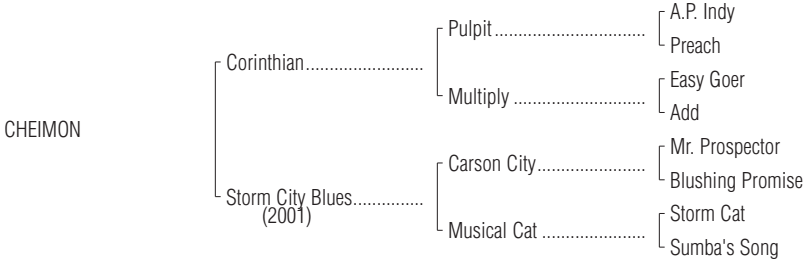 A.P. Indy
Pulpit..............................
Preach
Corinthian........................
Easy Goer
Multiply ..........................
Add
CHEIMON
Mr. Prospector
Carson City......................
Blushing Promise
Storm City Blues..............
(2001)
Storm Cat
Musical Cat .....................
Sumba's Song